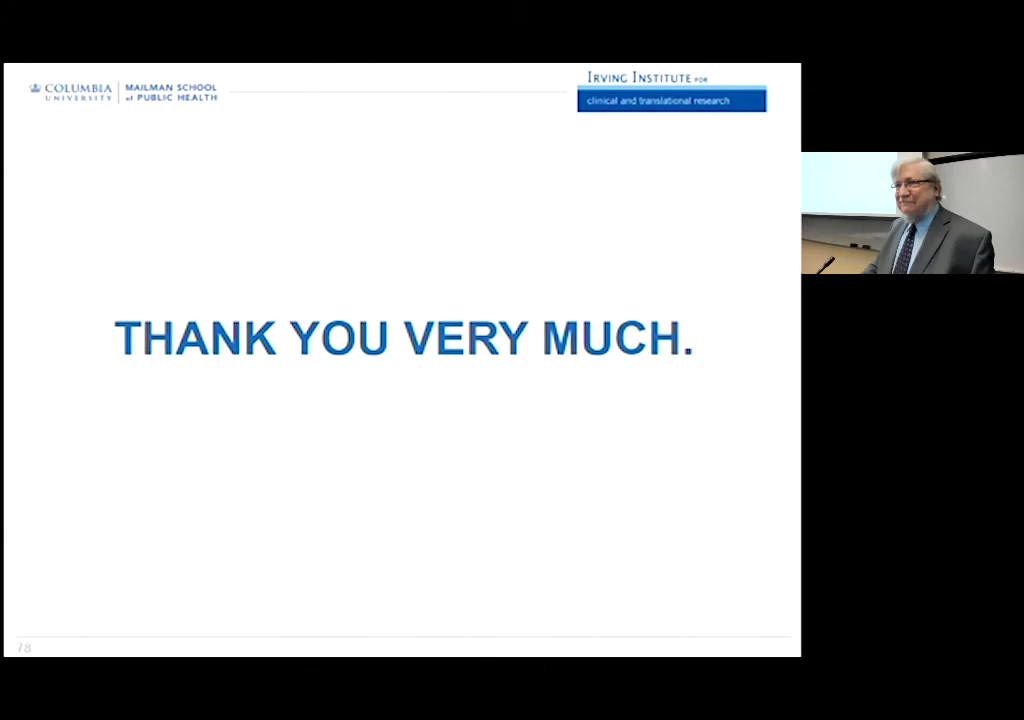 COLUMBIA
UNIVERSITY
MAILMAN SCHOOL
of PUBLIC HEALTH
IRVING INSTITUTE FOR
clinical and translational research
THANK YOU VERY MUCH.
78